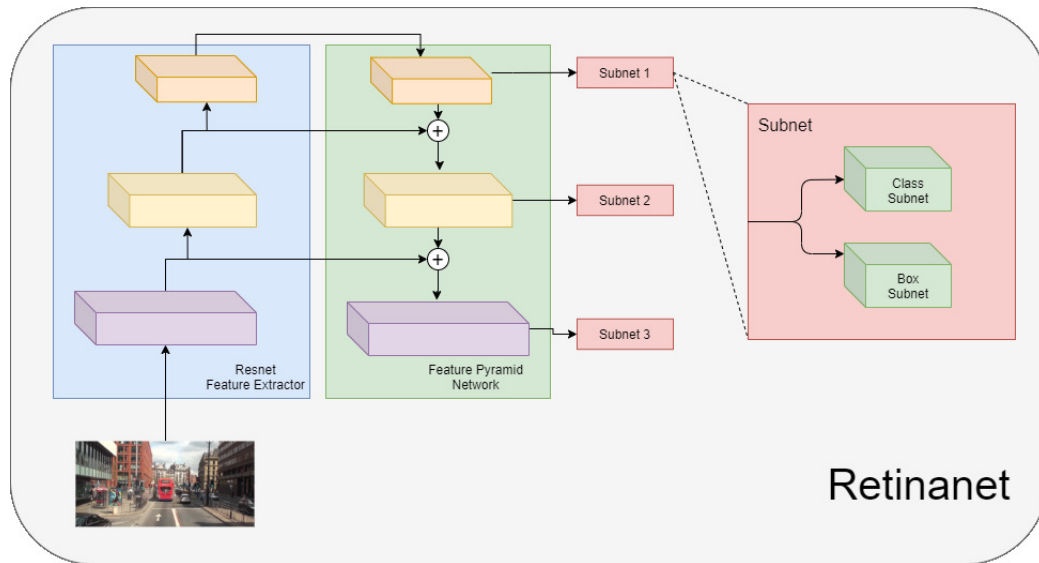 Subnet 1
Subnet
Class
Subnet
Subnet 2
Box
Subnet
Subnet 3
Resnet
Feature Extractor
Feature Pyramid
Network
Retinanet